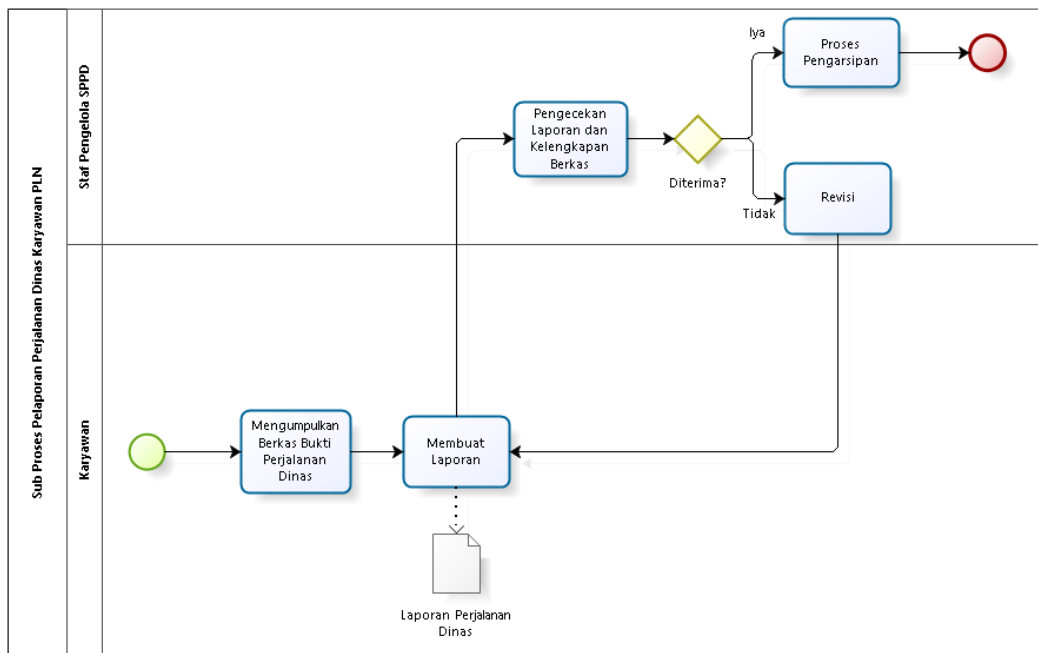 Sub Proses Pelaporan Perjalanan Dinas Karyawan PLN
Staf Pengelola SPPD
Iya
Proses
Pengarsipan
Pengecekan
Laporan dan
Kelengkapan
Berkas
Diterima?
Tidak
Revisi
Karyawan
Mengumpulkan
Berkas Bukti
Perjalanan
Dinas
Membuat
Laporan
Laporan Perjalanan
Dinas